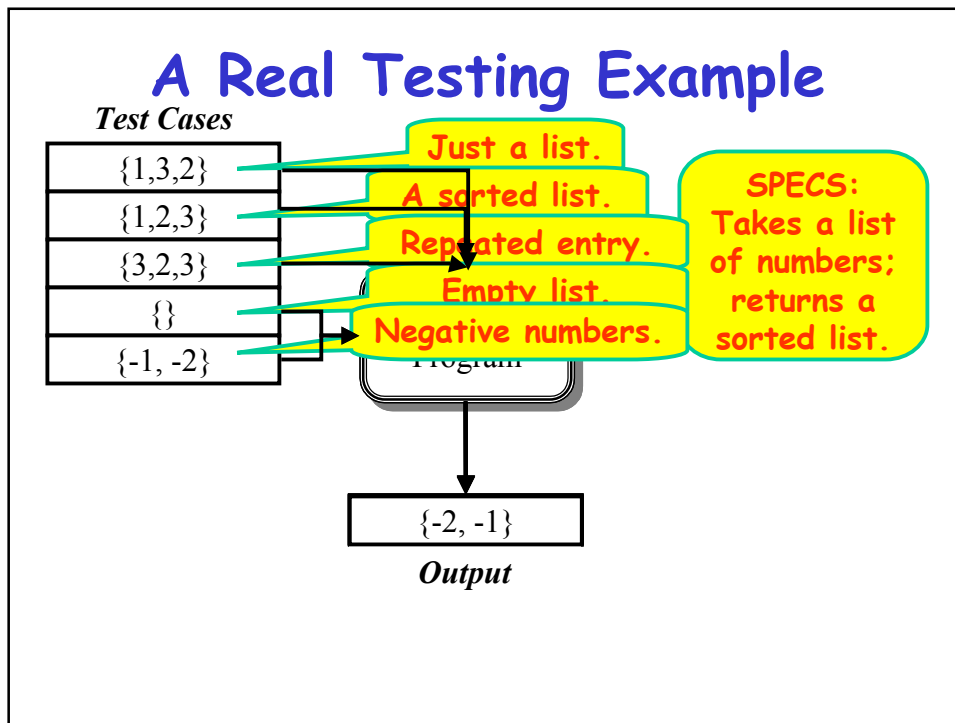 A Real Testing Example
Test Cases
{1,3,2}
{1,2,3}
{3,2,3}
{}
{-1, -2}
Just a list.
A sorted list.
Repeated entry.
Empty list.
Negative numbers.
SPECS:
Takes a list
of numbers;
returns a
sorted list.
Program
{-2, -1}
Output